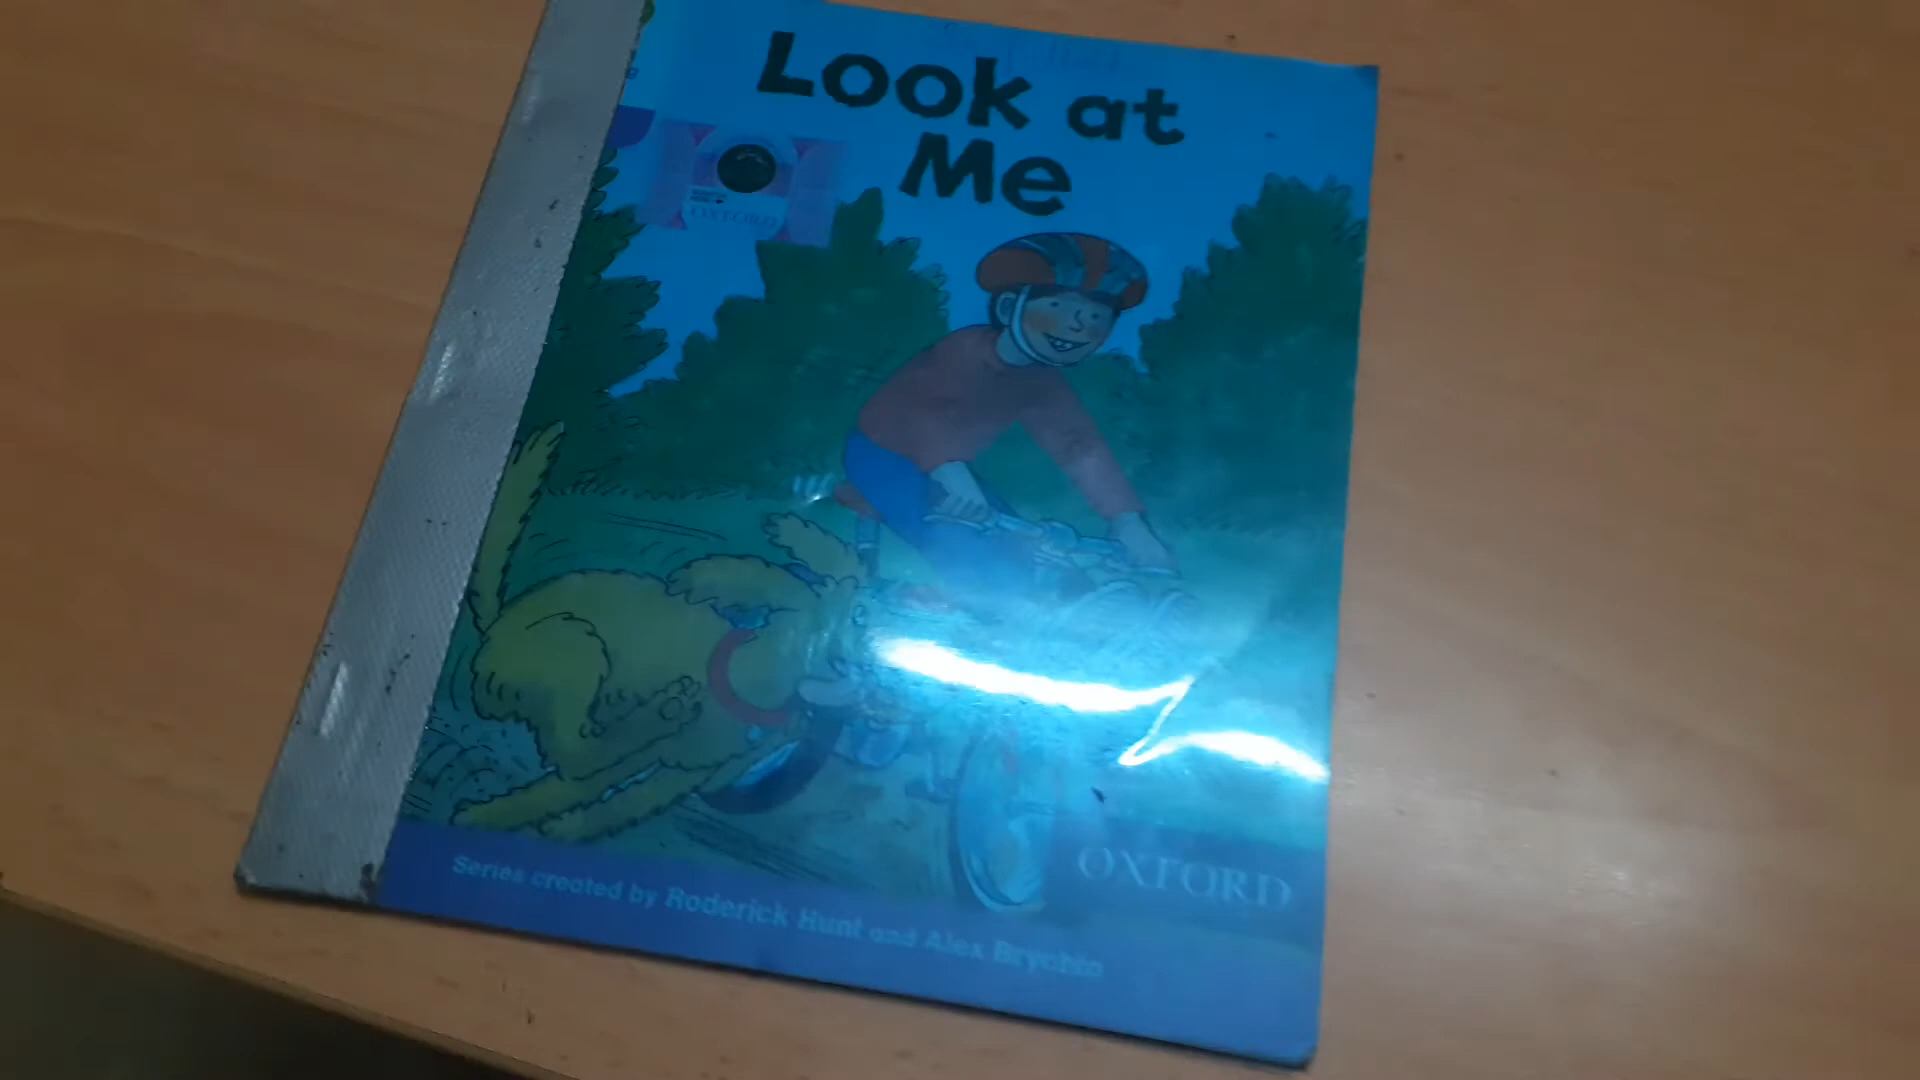 Look at
Me
OXFORD
OXFORD
Series created by Roderick Hunt and Alex Brychta